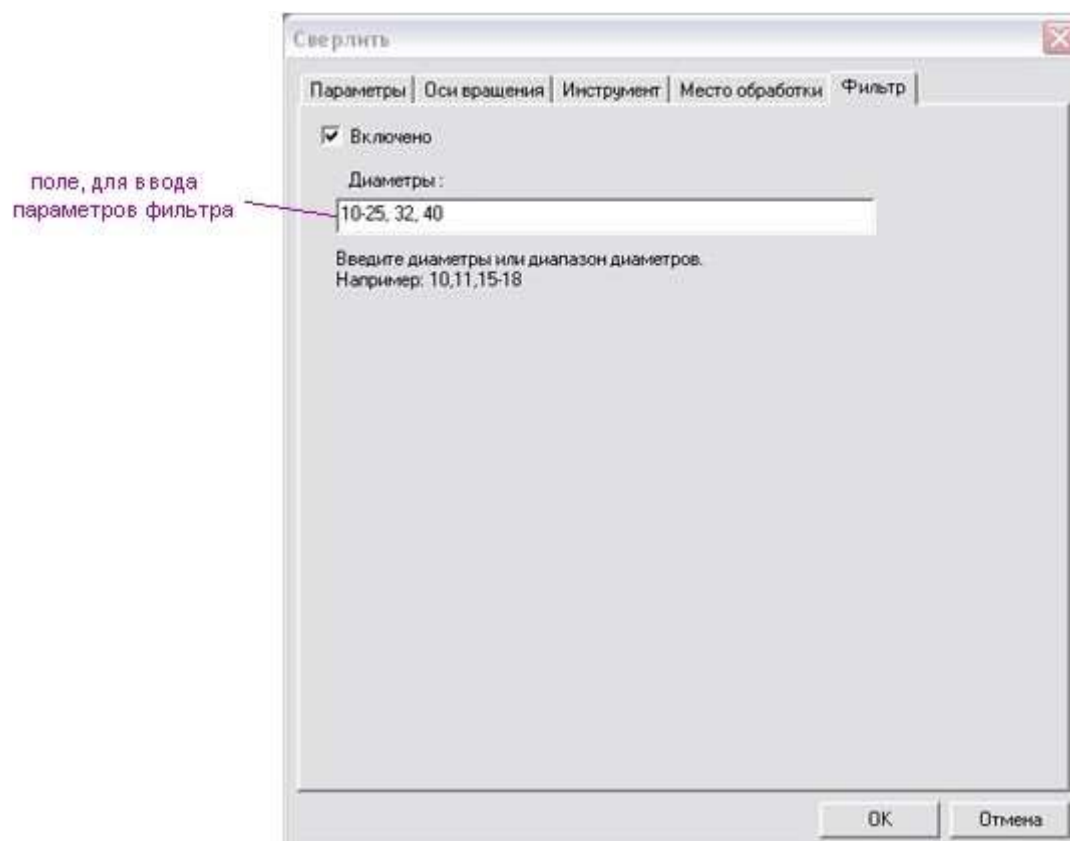 Сверлить
Параметры
Оси вращения
Инструмент
Место обработки
Фильтр
Включено
поле, для ввода
параметров фильтра
Диаметры :
10-25, 32, 40
Введите диаметры или диапазон диаметров.
Например: 10,11,15-18
OK
Отмена